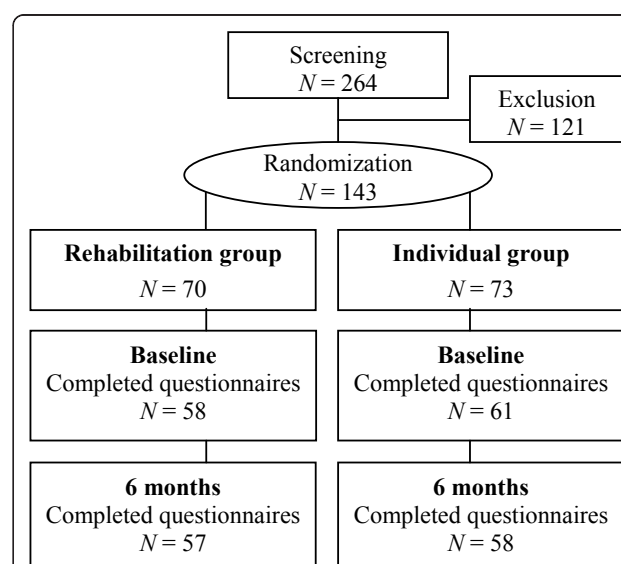 Screening
N = 264
Exclusion
N = 121
Randomization
N = 143
Rehabilitation group
N = 70
Individual group
N = 73
Baseline
Completed questionnaires
N = 58
Baseline
Completed questionnaires
N = 61
6 months
Completed questionnaires
N = 57
6 months
Completed questionnaires
N = 58